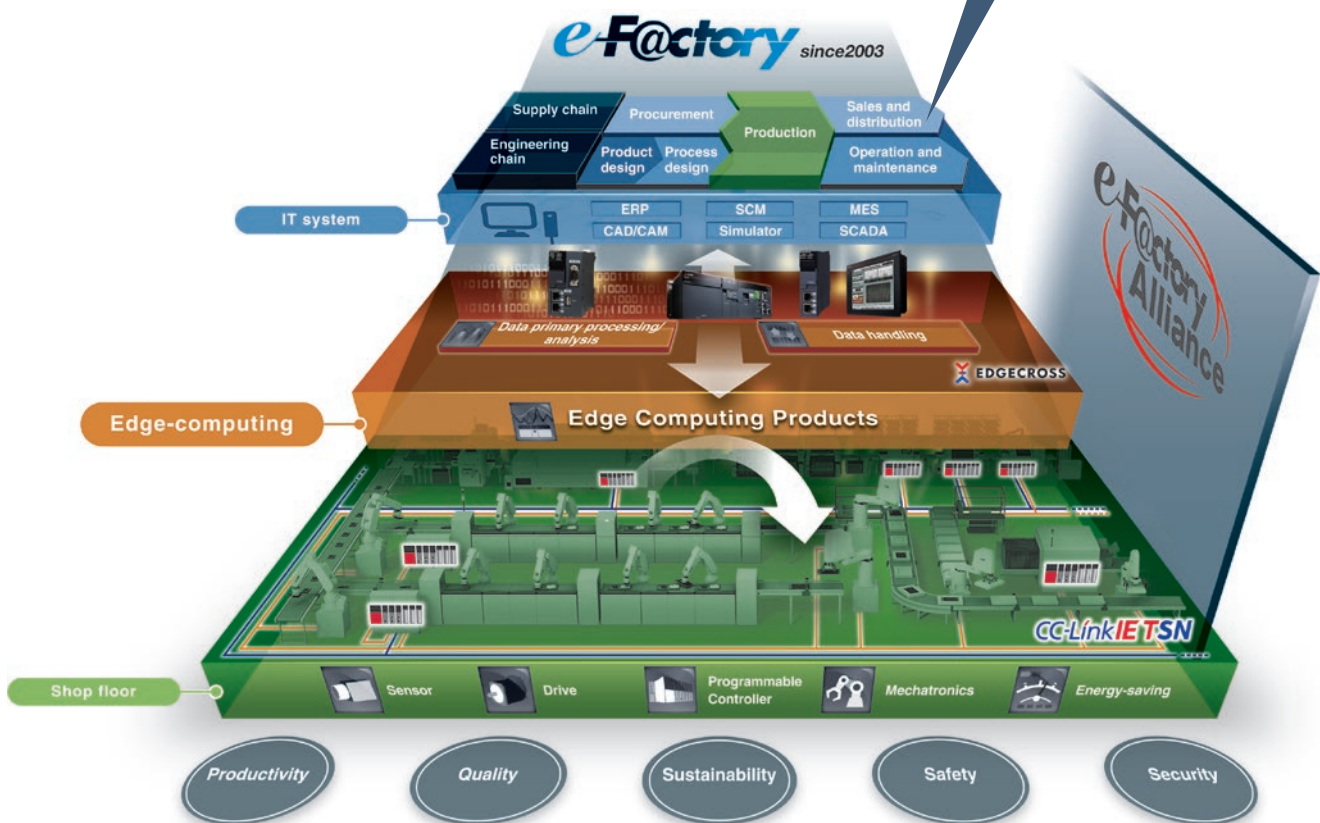 e-F@ctory since2003
Supply chain
Procurement
Production
Sales and
distribution
Engineering
chain
Product
design
Process
design
Operation and
maintenance
IT system
ERP
SCM
MES
CAD/CAM
Simulator
SCADA
Data primary processing/
analysis
Data handling
EDGECROSS
Edge-computing
Edge Computing Products
CC-Link IE TSN
Shop floor
Sensor
Drive
Programmable
Controller
Mechatronics
Energy-saving
Productivity
Quality
Sustainability
Safety
Security
e-F@ctory
Alliance